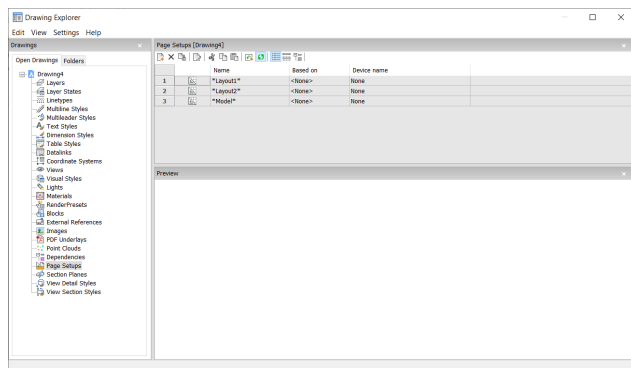 Drawing Explorer
Edit View Settings Help
Drawings
Open Drawings Folders
Drawing4
Layers
Layer States
Linetypes
Multiline Styles
Multileader Styles
Text Styles
Dimension Styles
Table Styles
Datalinks
Coordinate Systems
Views
Visual Styles
Lights
Materials
RenderPresets
Blocks
External References
Images
PDF Underlays
Point Clouds
Dependencies
Page Setups
Section Planes
View Detail Styles
View Section Styles
Page Setups [Drawing4]
Name Based on Device name
1 *Layout1* <None> None
2 *Layout2* <None> None
3 *Model* <None> None
Preview